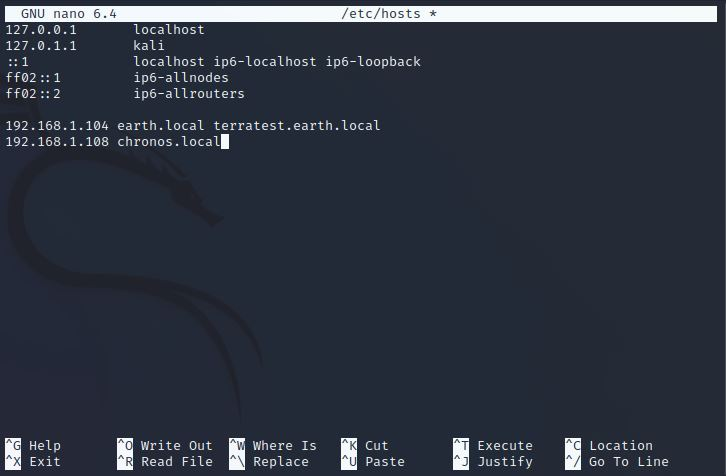 GNU nano 6.4 /etc/hosts *
127.0.0.1 localhost
127.0.1.1 kali
::1 localhost ip6-localhost ip6-loopback
ff02::1 ip6-allnodes
ff02::2 ip6-allrouters
192.168.1.104 earth.local terratest.earth.local
192.168.1.108 chronos.local
^G Help ^O Write Out ^W Where Is ^K Cut ^T Execute ^C Location
^X Exit ^R Read File ^\ Replace ^U Paste ^J Justify ^/ Go To Line